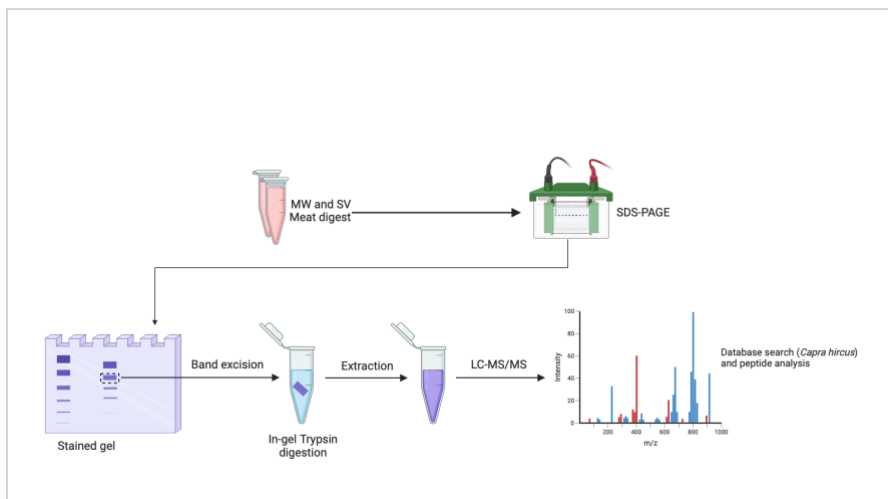 MW and SV
Meat digest
SDS-PAGE
Stained gel
Band excision
In-gel Trypsin
digestion
Extraction
LC-MS/MS
Intensity
100
80
60
40
20
0
200
400
600
800
1000
m/z
Database search (Capra hircus)
and peptide analysis